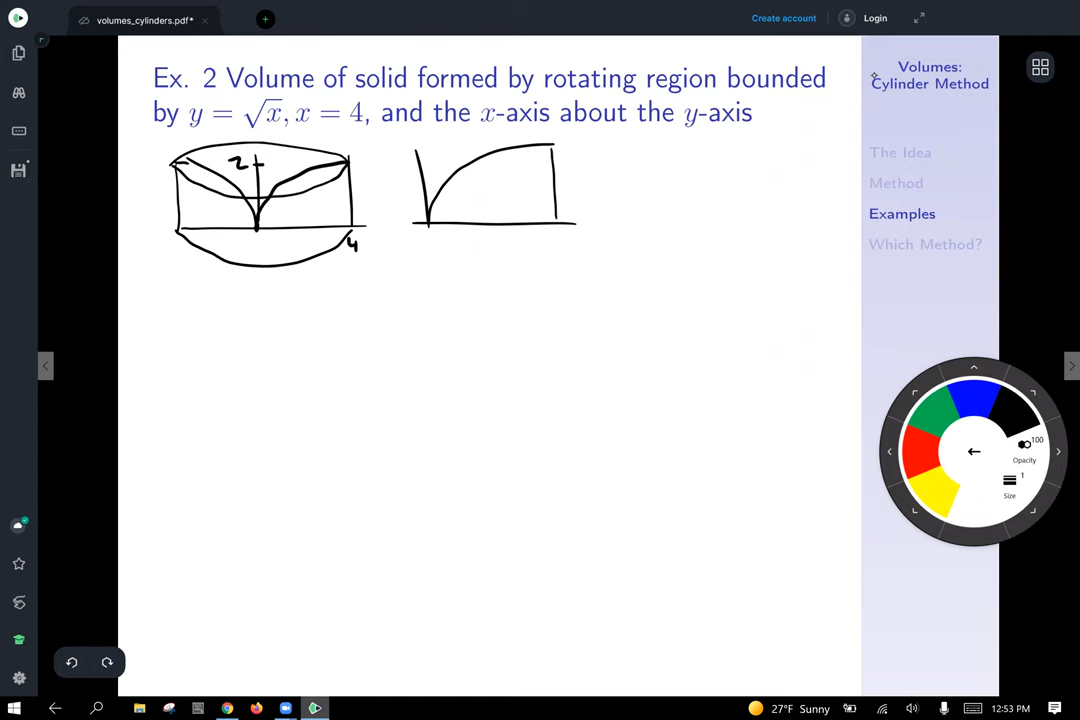 volumes_cylinders.pdf*
Create account
Login
Ex. 2 Volume of solid formed by rotating region bounded
by y = √x, x = 4, and the x-axis about the y-axis
2
4
Volumes:
Cylinder Method
The Idea
Method
Examples
Which Method?
100
Opacity
1
Size
27°F Sunny
12:53 PM